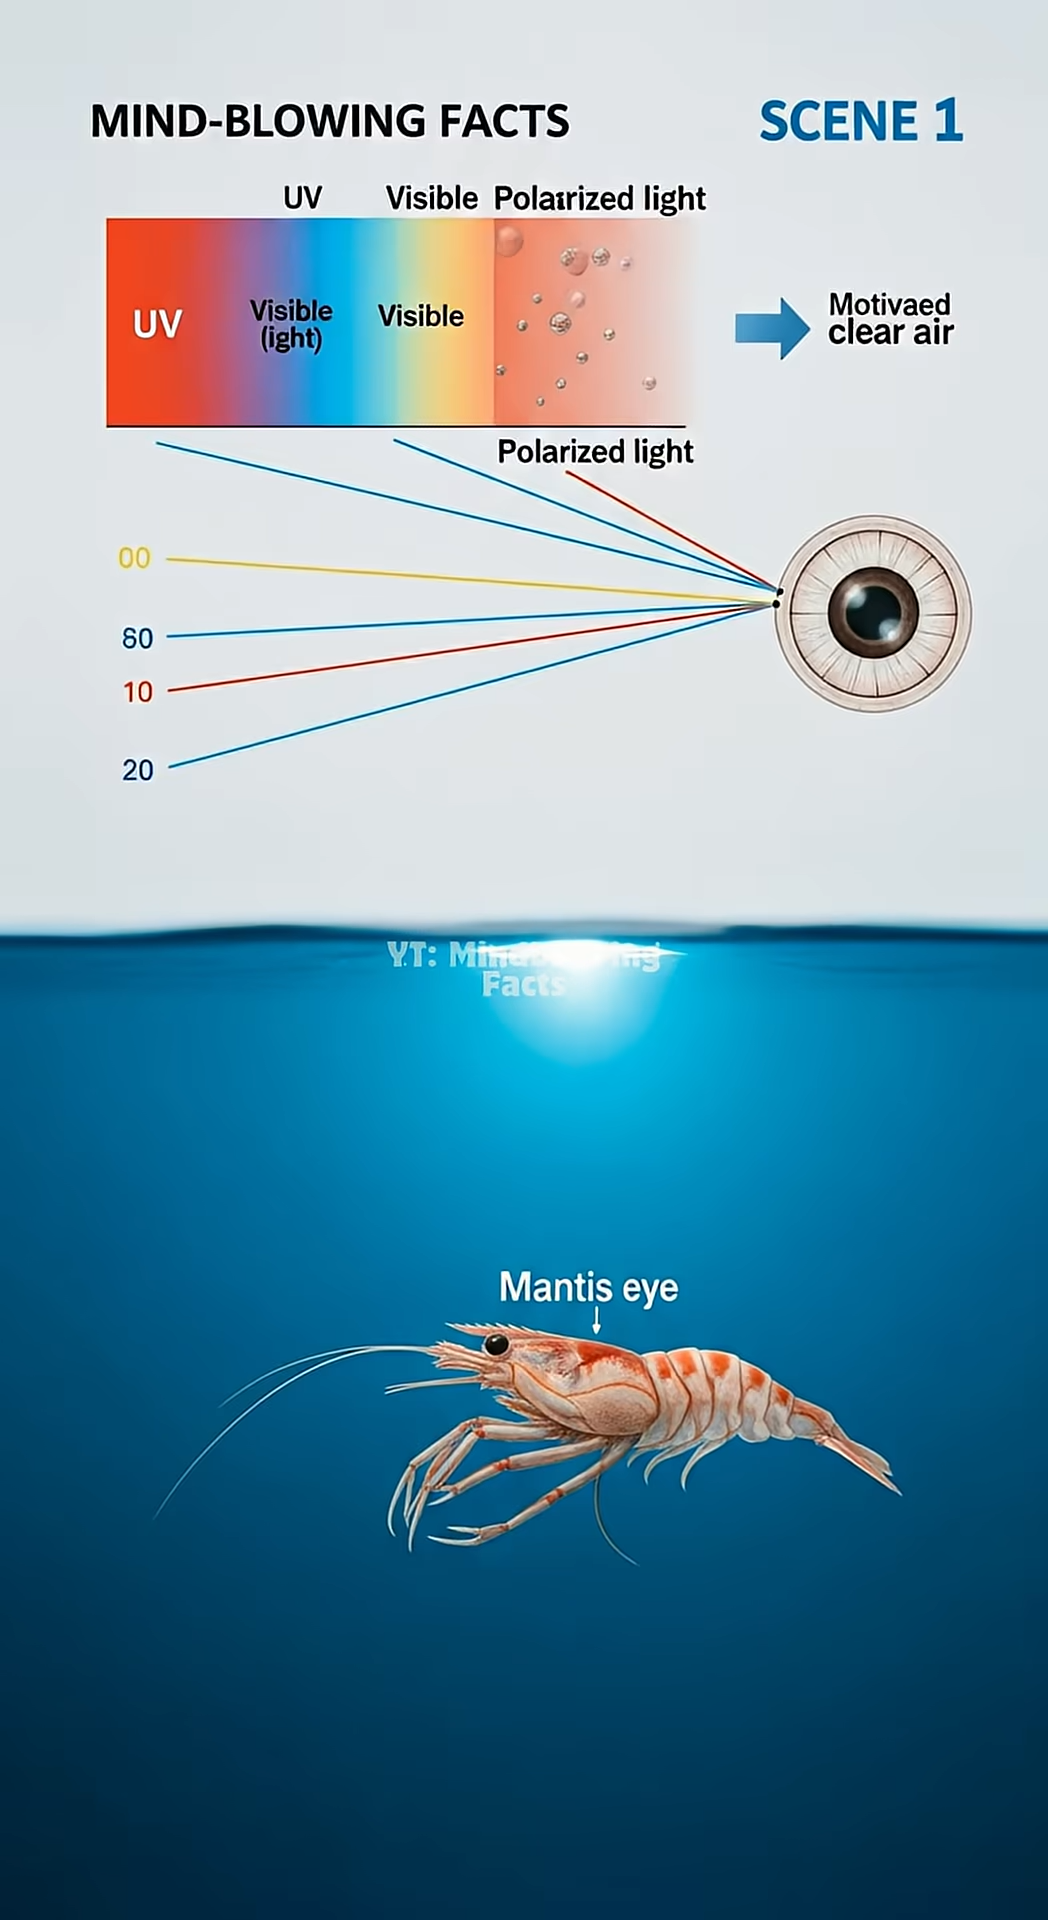 MIND-BLOWING FACTS
SCENE 1
UV Visible Polarized light
UV
Visible
(ight)
Visible
Motivaed
clear air
Polarized light
00
80
10
20
Y.T: Mindblowing
Facts
Mantis eye